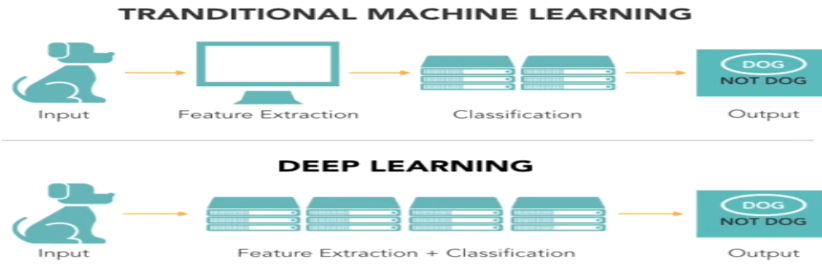 TRANDITIONAL MACHINE LEARNING
DOG
NOT DOG
Input
Feature Extraction
Classification
Output
DEEP LEARNING
DOG
NOT DOG
Input
Feature Extraction + Classification
Output